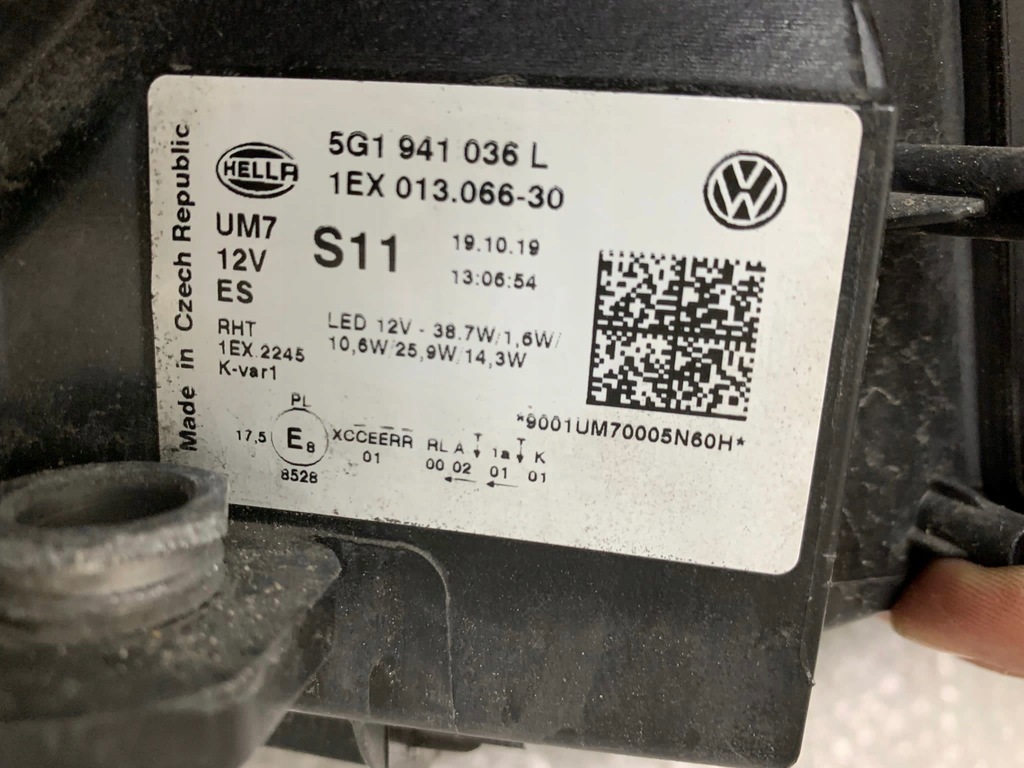 Made in Czech Republic
HELLA
5G1 941 036 L
1EX 013.066-30
UM7
12V
ES
S11
19.10.19
13:06:54
RHT
1EX.2245
K-var1
LED 12V - 38.7W/1,6W/
10,6W/25,9W/14,3W
*9001UM70005N60H*
PL
17,5 E8 XCCEERR RL A T 1a T K
01 00 02 01 01
8528
VW